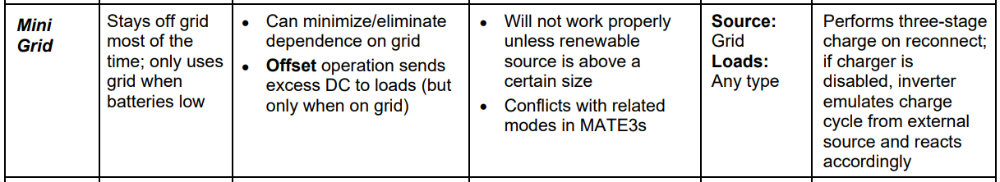 Mini
Grid
Stays off grid
most of the
time; only uses
grid when
batteries low
• Can minimize/eliminate
dependence on grid
• Offset operation sends
excess DC to loads (but
only when on grid)
• Will not work properly
unless renewable
source is above a
certain size
• Conflicts with related
modes in MATE3s
Source:
Grid
Loads:
Any type
Performs three-stage
charge on reconnect;
if charger is
disabled, inverter
emulates charge
cycle from external
source and reacts
accordingly